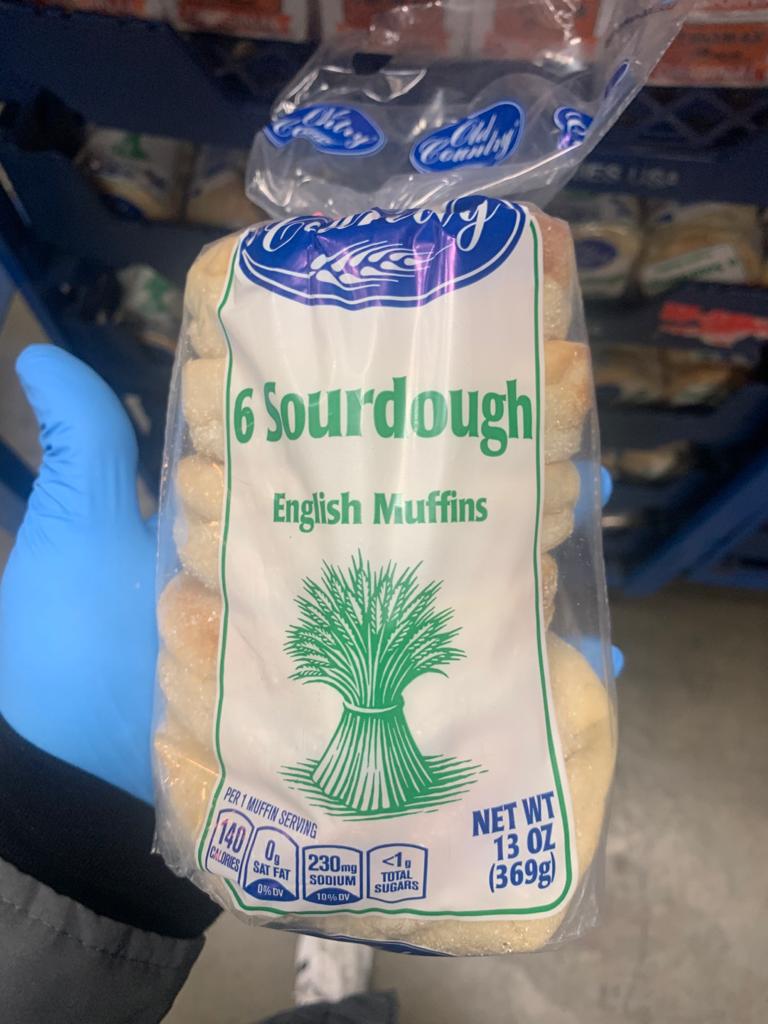 Old
Country
Old
Country
Country
6 Sourdough
English Muffins
PER 1 MUFFIN SERVING
140
CALORIES
0g
SAT FAT
0% DV
230mg
SODIUM
10% DV
<1g
TOTAL
SUGARS
NET WT
13 OZ
(369g)